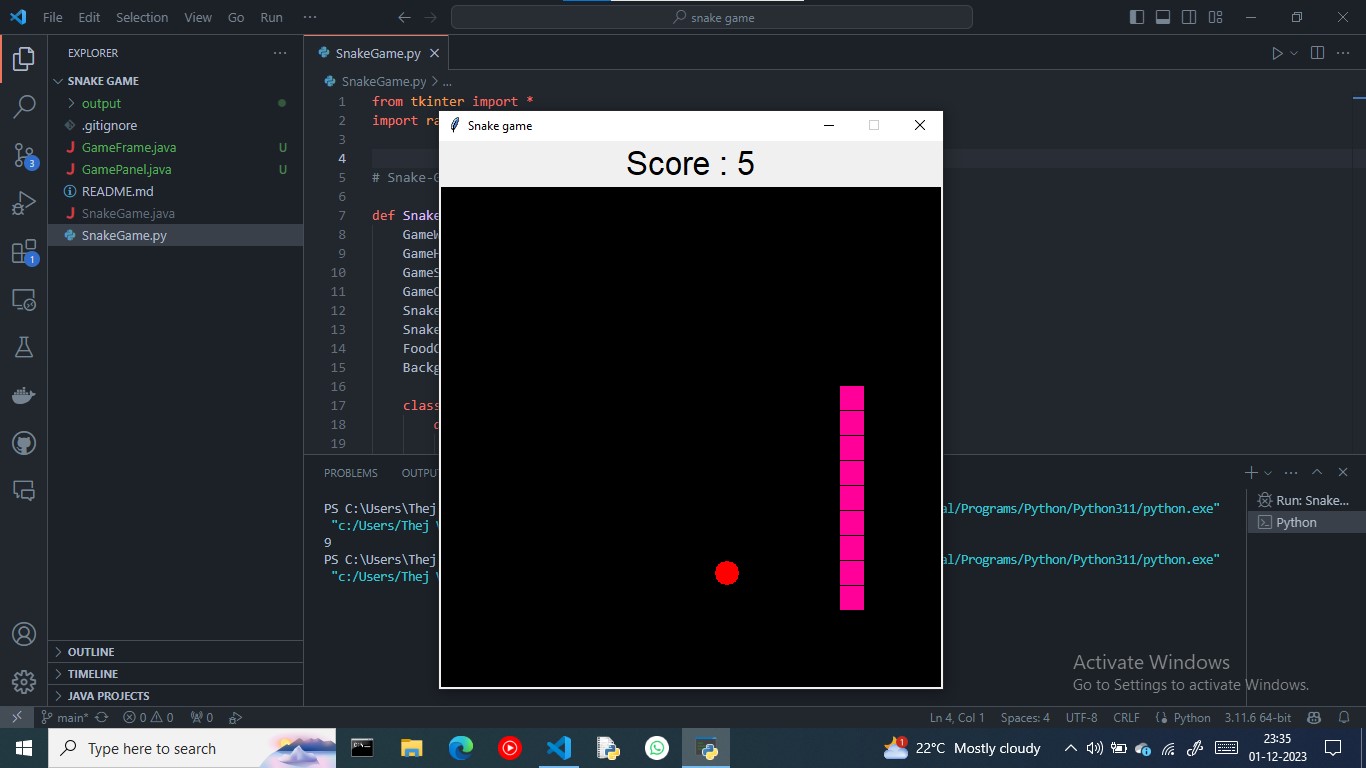 File Edit Selection View Go Run ···
snake game
EXPLORER
SNAKE GAME
output
.gitignore
J GameFrame.java U
J GamePanel.java U
README.md
J SnakeGame.java
SnakeGame.py
3
1
OUTLINE
TIMELINE
JAVA PROJECTS
SnakeGame.py
SnakeGame.py > ...
1 from tkinter import *
2 import ra
3
4
5 # Snake-G
6
7 def Snake
8 GameW
9 GameH
10 GameS
11 GameO
12 Snake
13 Snake
14 FoodC
15 Backg
16
17 class
18
19
Snake game
Score : 5
PROBLEMS OUTPU
PS C:\Users\Thej al/Programs/Python/Python311/python.exe"
"c:/Users/Thej
9
PS C:\Users\Thej al/Programs/Python/Python311/python.exe"
"c:/Users/Thej
Run: Snake...
Python
Activate Windows
Go to Settings to activate Windows.
main* 0 0 0
Ln 4, Col 1 Spaces: 4 UTF-8 CRLF Python 3.11.6 64-bit
Type here to search
1
22°C Mostly cloudy
23:35
01-12-2023